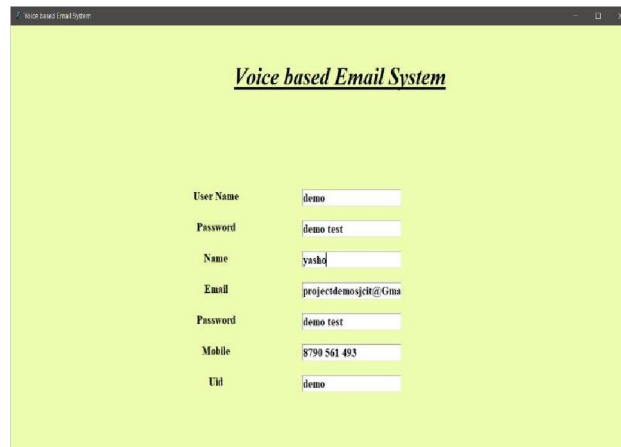 Voice based Email System
Voice based Email System
User Name demo
Password demo test
Name yasho
Email projectdemosjcit@Gma
Password demo test
Mobile 8790 561 493
Uid demo